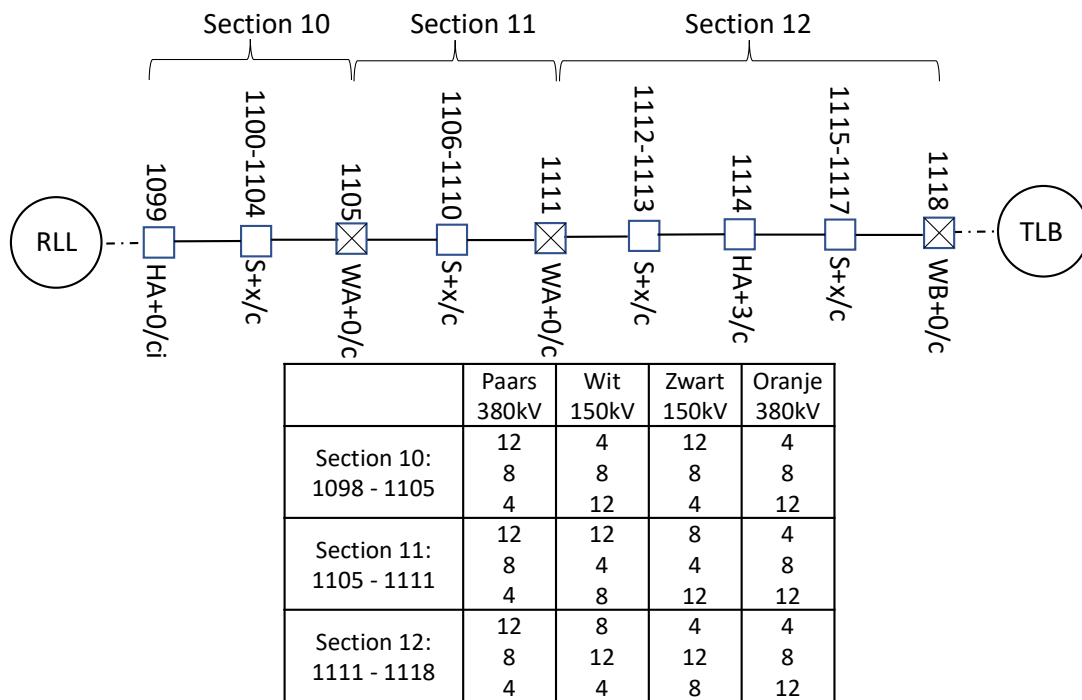 Section 10
Section 11
Section 12
1099
1100-1104
1105
1106-1110
1111
1112-1113
1114
1115-1117
1118
RLL
TLB
HA+0/ci
S+x/c
WA+0/c
S+x/c
WA+0/c
S+x/c
HA+3/c
S+x/c
WB+0/c
Paars Wit Zwart Oranje
380kV 150kV 150kV 380kV
Section 10:
1098 - 1105
12 4 12 4
8 8 8 8
4 12 4 12
Section 11:
1105 - 1111
12 12 8 4
8 4 4 8
4 8 12 12
Section 12:
1111 - 1118
12 8 4 4
8 12 12 8
4 4 8 12